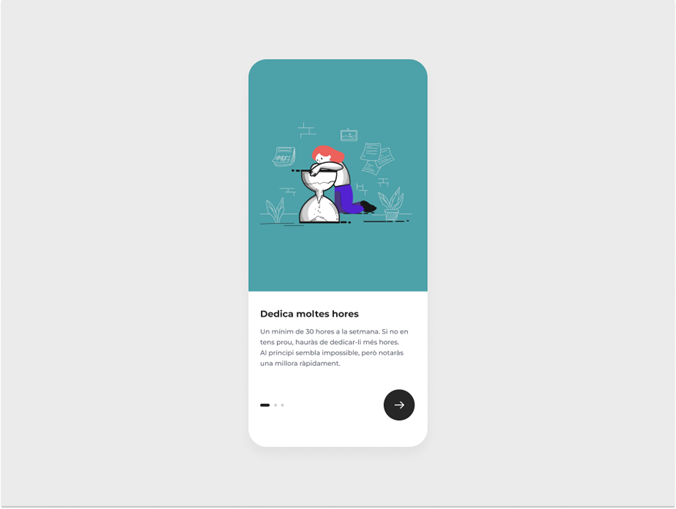 Dedica moltes hores
Un mínim de 30 hores a la setmana. Si no en
tens prou, hauràs de dedicar-li més hores.
Al principi sembla impossible, però notaràs
una millora ràpidament.